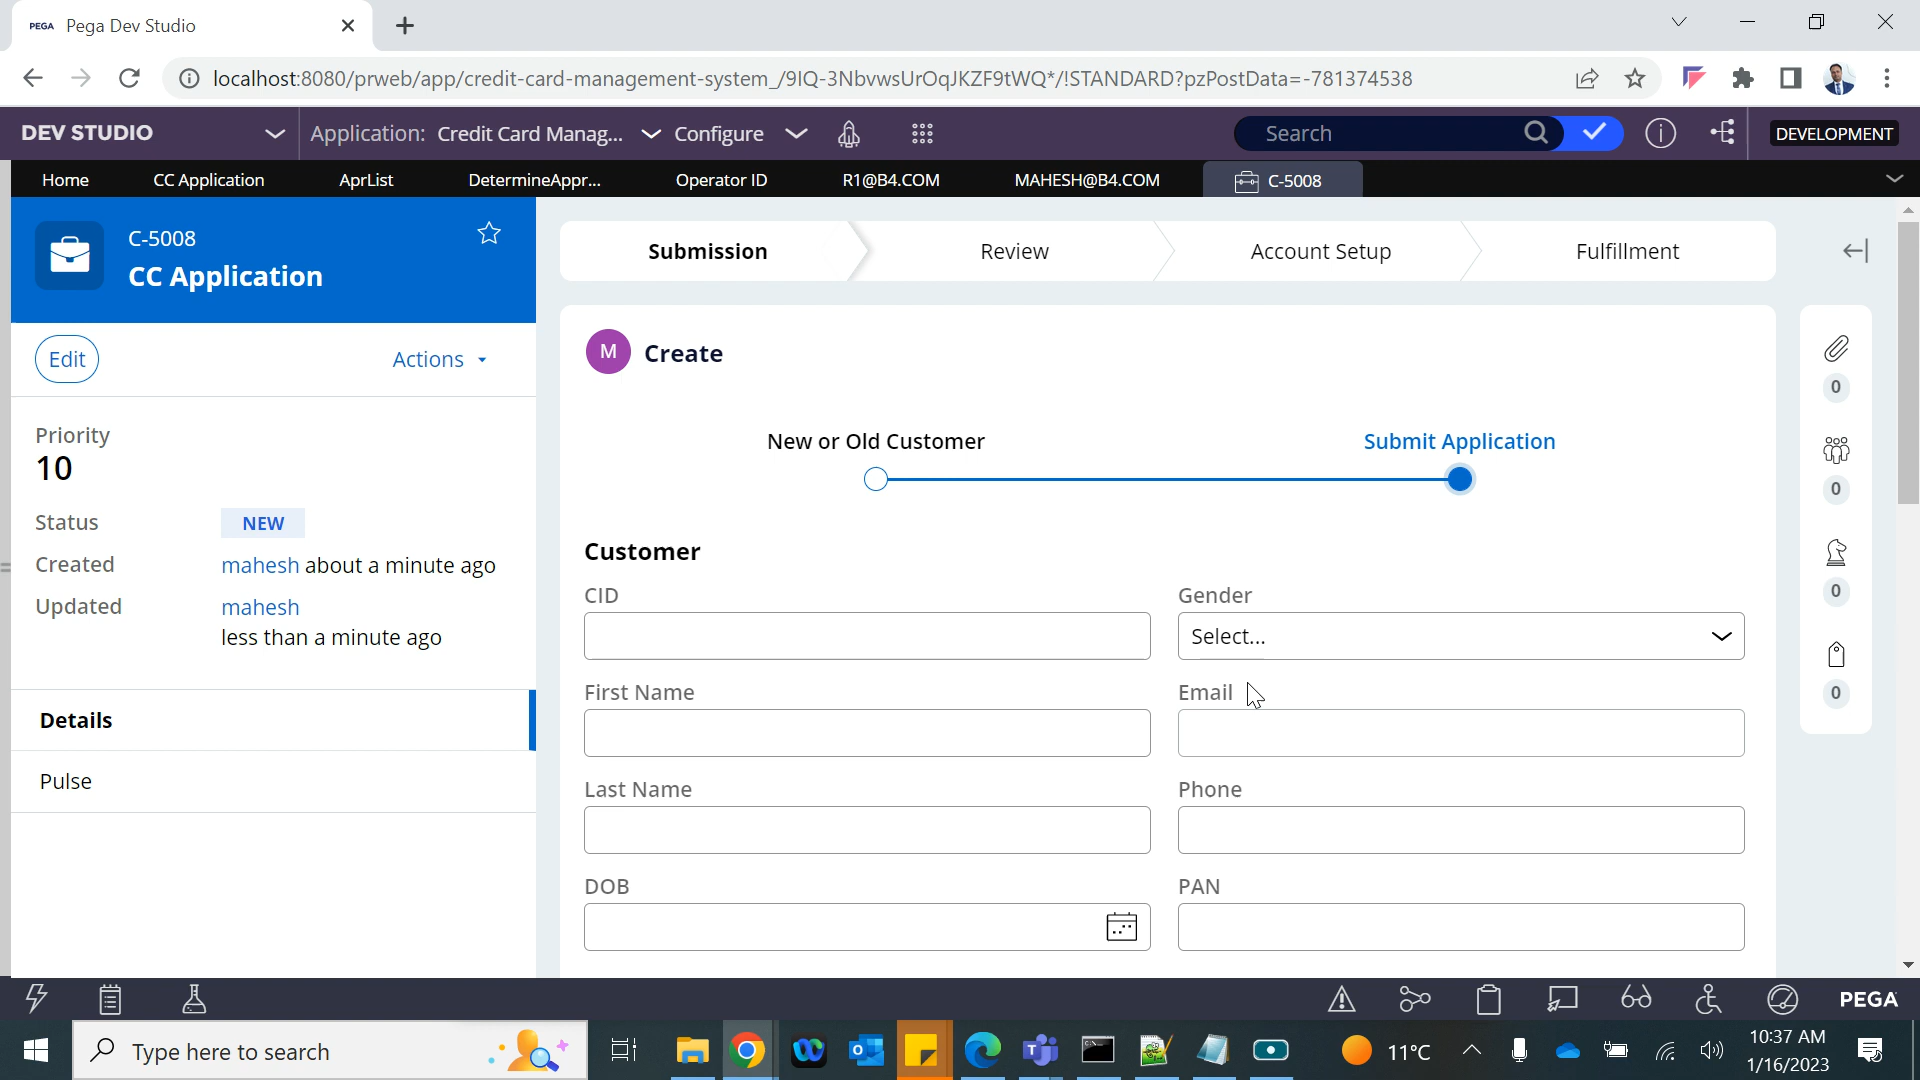 PEGA Pega Dev Studio
localhost:8080/prweb/app/credit-card-management-system_/9IQ-3NbvwsUrOqJKZF9tWQ*/!STANDARD?pzPostData=-781374538
DEV STUDIO Application: Credit Card Manag... Configure Search DEVELOPMENT
Home CC Application AprList DetermineAppr... Operator ID R1@B4.COM MAHESH@B4.COM C-5008
C-5008
CC Application
Submission Review Account Setup Fulfillment
Edit Actions
M Create
0
Priority
10
New or Old Customer Submit Application
0
Status NEW
Created mahesh about a minute ago
Updated mahesh
less than a minute ago
Customer
CID Gender
Select...
0
First Name Email
0
Details
Pulse
Last Name Phone
DOB PAN
PEGA
Type here to search
11°C
10:37 AM
1/16/2023